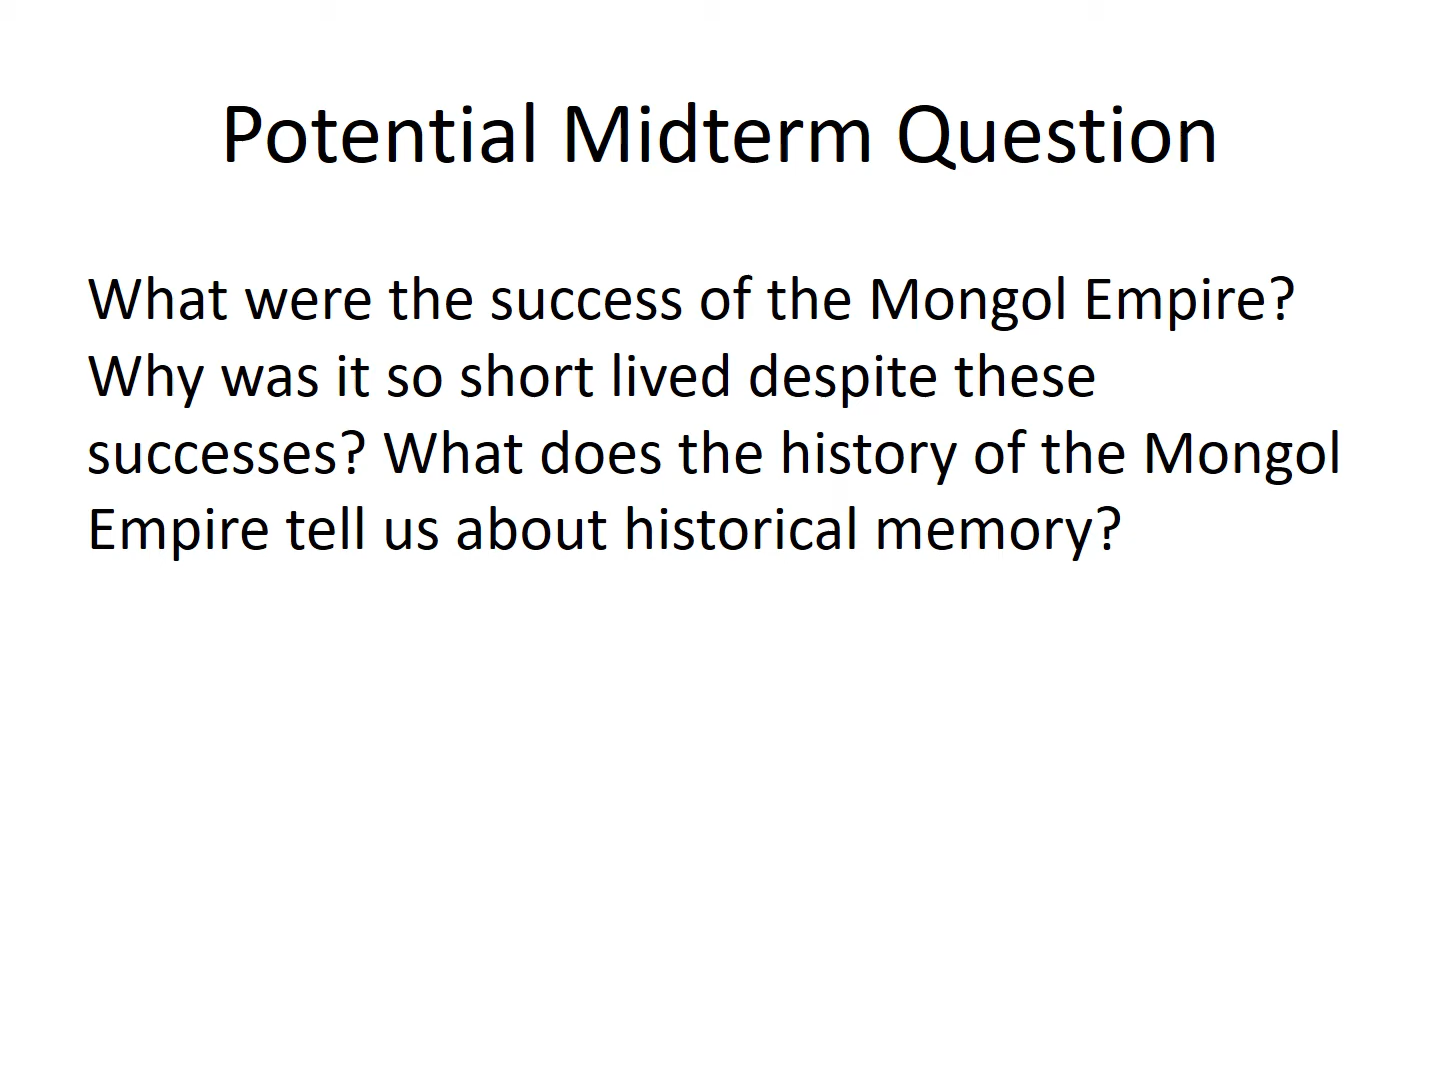 Potential Midterm Question
What were the success of the Mongol Empire?
Why was it so short lived despite these
successes? What does the history of the Mongol
Empire tell us about historical memory?